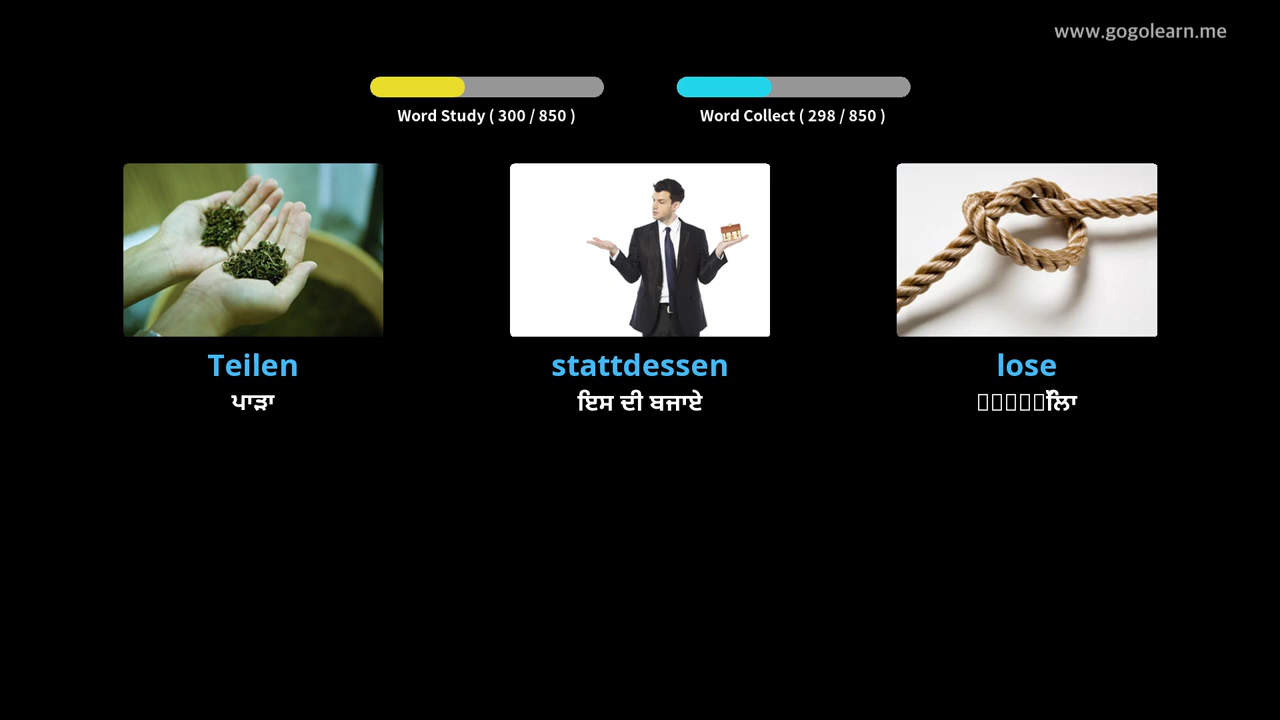 www.gogolearn.me
Word Study ( 300 / 850 )
Word Collect ( 298 / 850 )
Teilen
ਪਾੜਾ
stattdessen
ਇਸ ਦੀ ਬਜਾਏ
lose